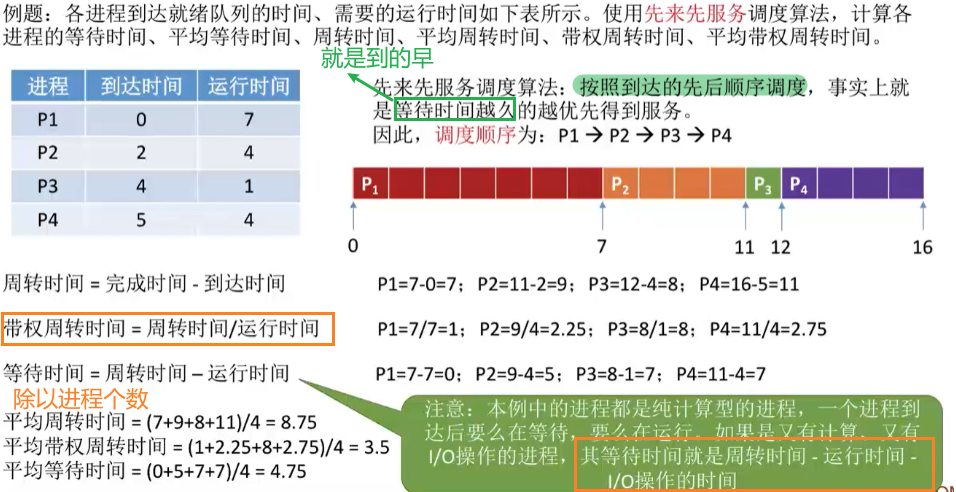 例题：各进程到达就绪队列的时间、需要的运行时间如下表所示。使用先来先服务调度算法，计算各
进程的等待时间、平均等待时间、周转时间、平均周转时间、带权周转时间、平均带权周转时间。
就是到的早
进程 到达时间 运行时间
P1 0 7
P2 2 4
P3 4 1
P4 5 4
先来先服务调度算法：按照到达的先后顺序调度，事实上就
是等待时间越久的越优先得到服务。
因此，调度顺序为：P1 → P2 → P3 → P4
P1 P2 P3 P4
0 7 11 12 16
周转时间 = 完成时间 - 到达时间
P1=7-0=7；P2=11-2=9；P3=12-4=8；P4=16-5=11
带权周转时间 = 周转时间/运行时间
P1=7/7=1；P2=9/4=2.25；P3=8/1=8；P4=11/4=2.75
等待时间 = 周转时间 – 运行时间
P1=7-7=0；P2=9-4=5；P3=8-1=7；P4=11-4=7
除以进程个数
平均周转时间 = (7+9+8+11)/4 = 8.75
平均带权周转时间 = (1+2.25+8+2.75)/4 = 3.5
平均等待时间 = (0+5+7+7)/4 = 4.75
注意：本例中的进程都是纯计算型的进程，一个进程到
达后要么在等待，要么在运行。如果是又有计算、又有
I/O操作的进程，其等待时间就是周转时间 - 运行时间 -
I/O操作的时间